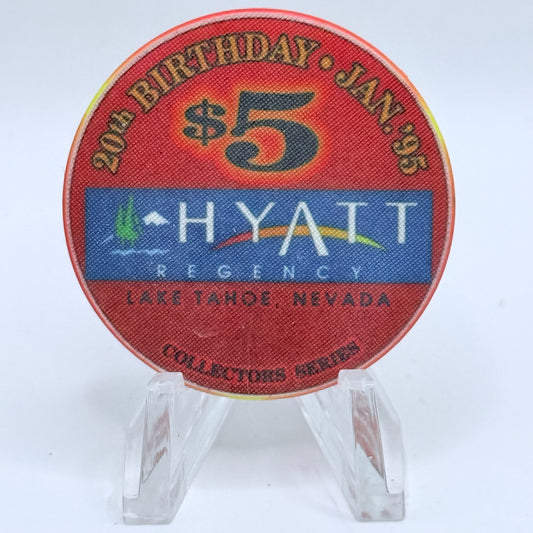 20th BIRTHDAY • JAN. '95
$5
HYATT
REGENCY
LAKE TAHOE, NEVADA
COLLECTORS SERIES